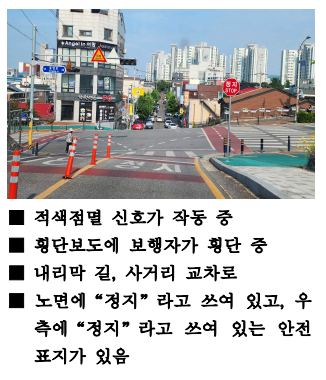 Angel in us
정지
STOP
정지
■ 적색점멸 신호가 작동 중
■ 횡단보도에 보행자가 횡단 중
■ 내리막 길, 사거리 교차로
■ 노면에 “정지” 라고 쓰여 있고, 우
측에 “정지” 라고 쓰여 있는 안전
표지가 있음